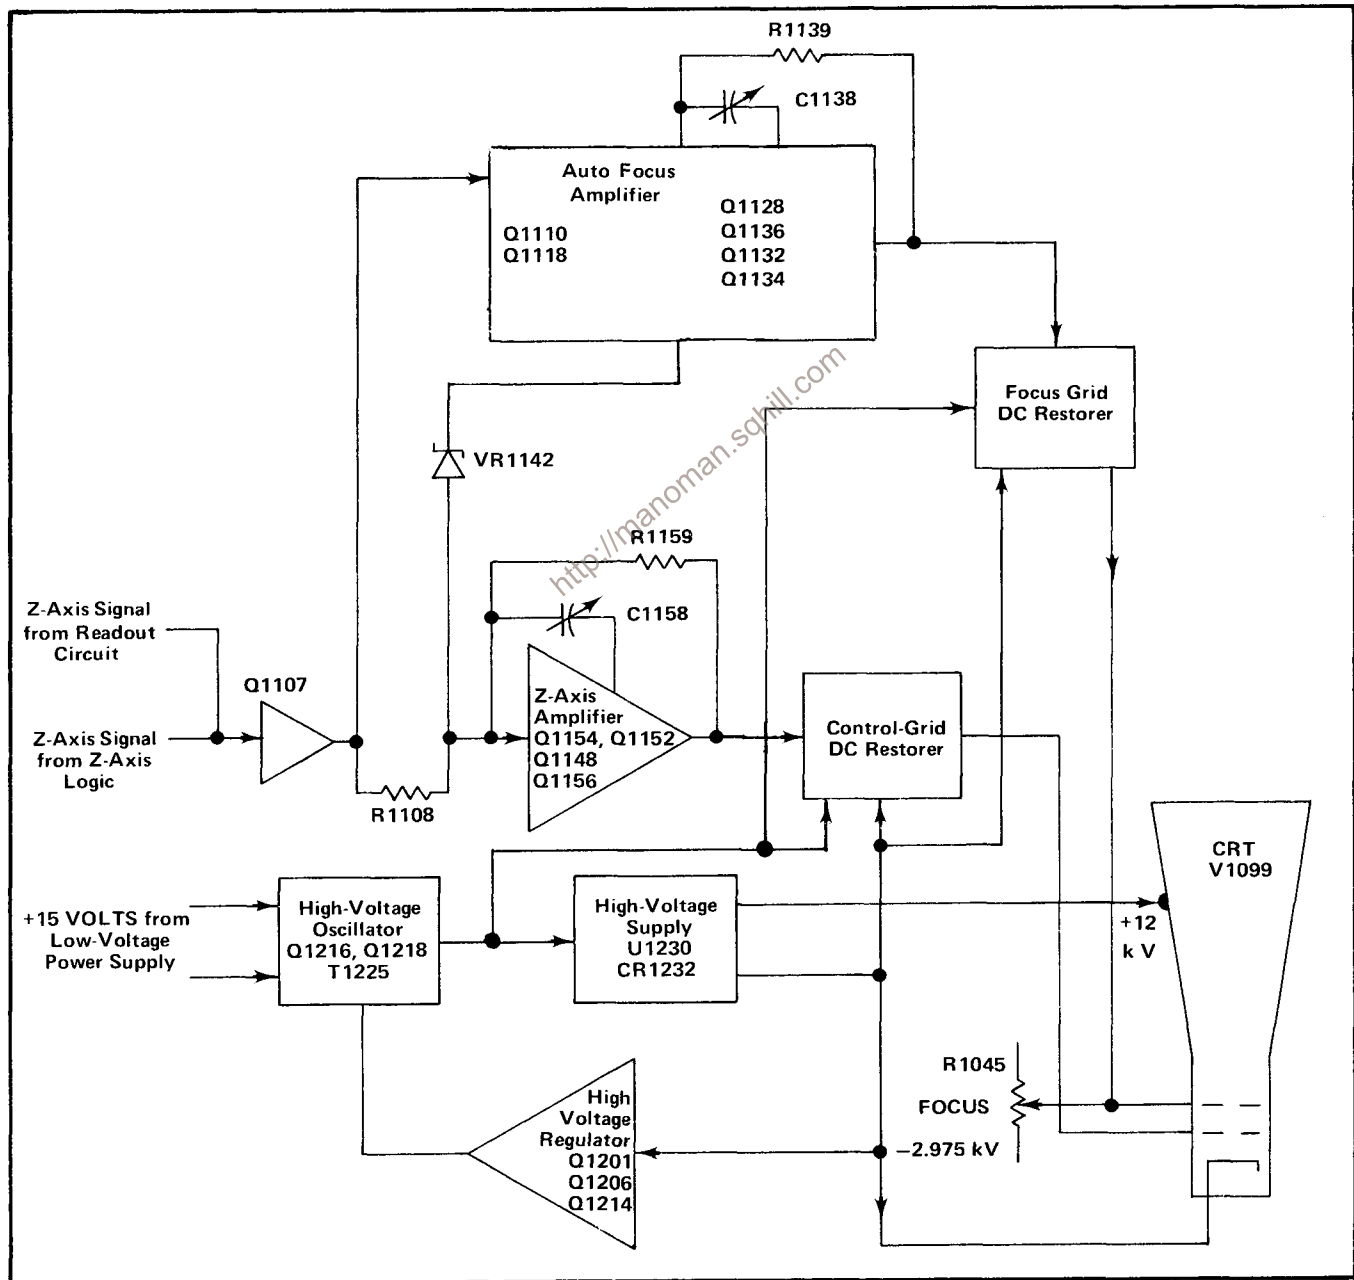 R1139
C1138
Auto Focus
Amplifier
Q1110
Q1118
Q1128
Q1136
Q1132
Q1134
Focus Grid
DC Restorer
VR1142
http://manoman.sqhill.com
R1159
C1158
Z-Axis Signal
from Readout
Circuit
Q1107
Z-Axis Signal
from Z-Axis
Logic
R1108
Z-Axis
Amplifier
Q1154, Q1152
Q1148
Q1156
Control-Grid
DC Restorer
CRT
V1099
+15 VOLTS from
Low-Voltage
Power Supply
High-Voltage
Oscillator
Q1216, Q1218
T1225
High-Voltage
Supply
U1230
CR1232
+12
k V
R1045
FOCUS
−2.975 kV
High
Voltage
Regulator
Q1201
Q1206
Q1214